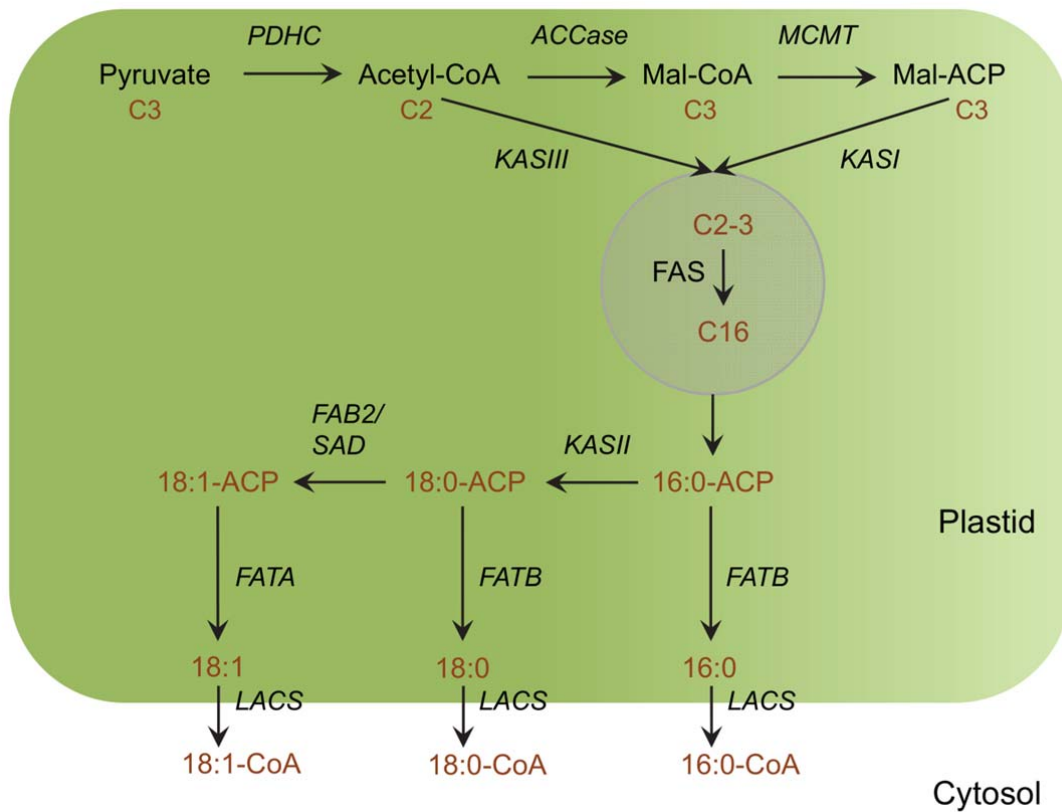 PDHC ACCase MCMT
Pyruvate Acetyl-CoA Mal-CoA Mal-ACP
C3 C2 C3 C3
KASIII KASI
C2-3
FAS
C16
FAB2/
SAD KASII
18:1-ACP 18:0-ACP 16:0-ACP
Plastid
FATA FATB FATB
18:1 18:0 16:0
LACS LACS LACS
18:1-CoA 18:0-CoA 16:0-CoA
Cytosol